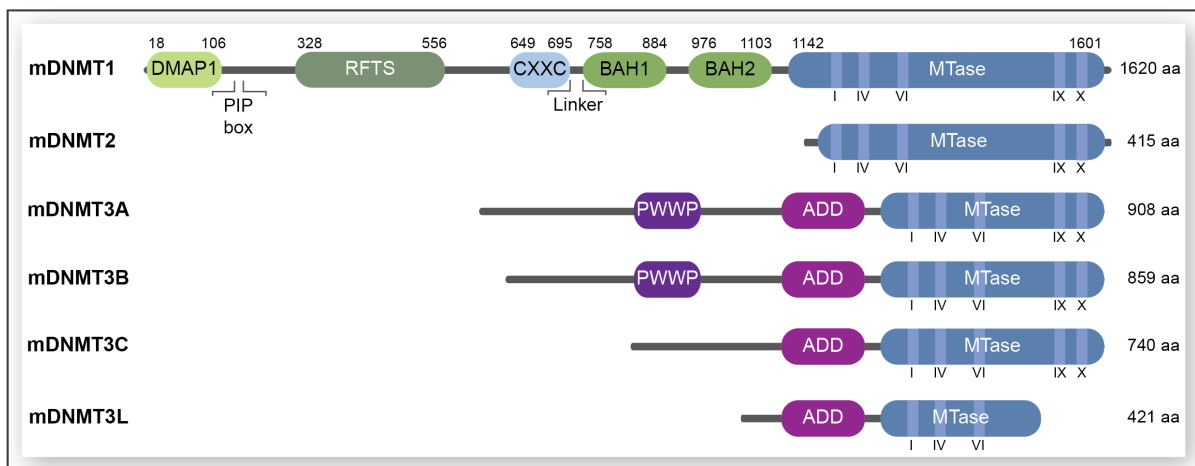 18 106 328 556 649 695 758 884 976 1103 1142 1601
mDNMT1 DMAP1 RFTS CXXC BAH1 BAH2 MTase 1620 aa
I IV VI IX X
PIP Linker
box
mDNMT2 MTase 415 aa
I IV VI IX X
mDNMT3A PWWP ADD MTase 908 aa
I IV VI IX X
mDNMT3B PWWP ADD MTase 859 aa
I IV VI IX X
mDNMT3C ADD MTase 740 aa
I IV VI IX X
mDNMT3L ADD MTase 421 aa
I IV VI